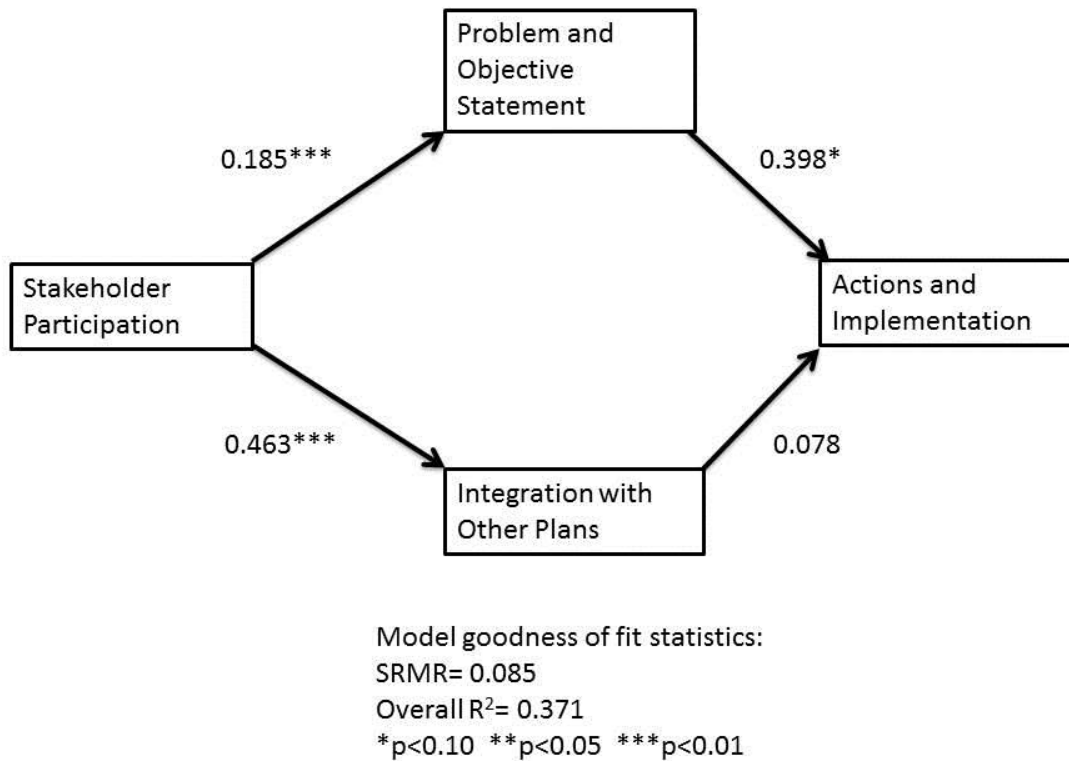 Problem and
Objective
Statement
0.185***
0.398*
Stakeholder
Participation
Actions and
Implementation
0.463***
0.078
Integration with
Other Plans
Model goodness of fit statistics:
SRMR= 0.085
Overall R²= 0.371
*p<0.10 **p<0.05 ***p<0.01